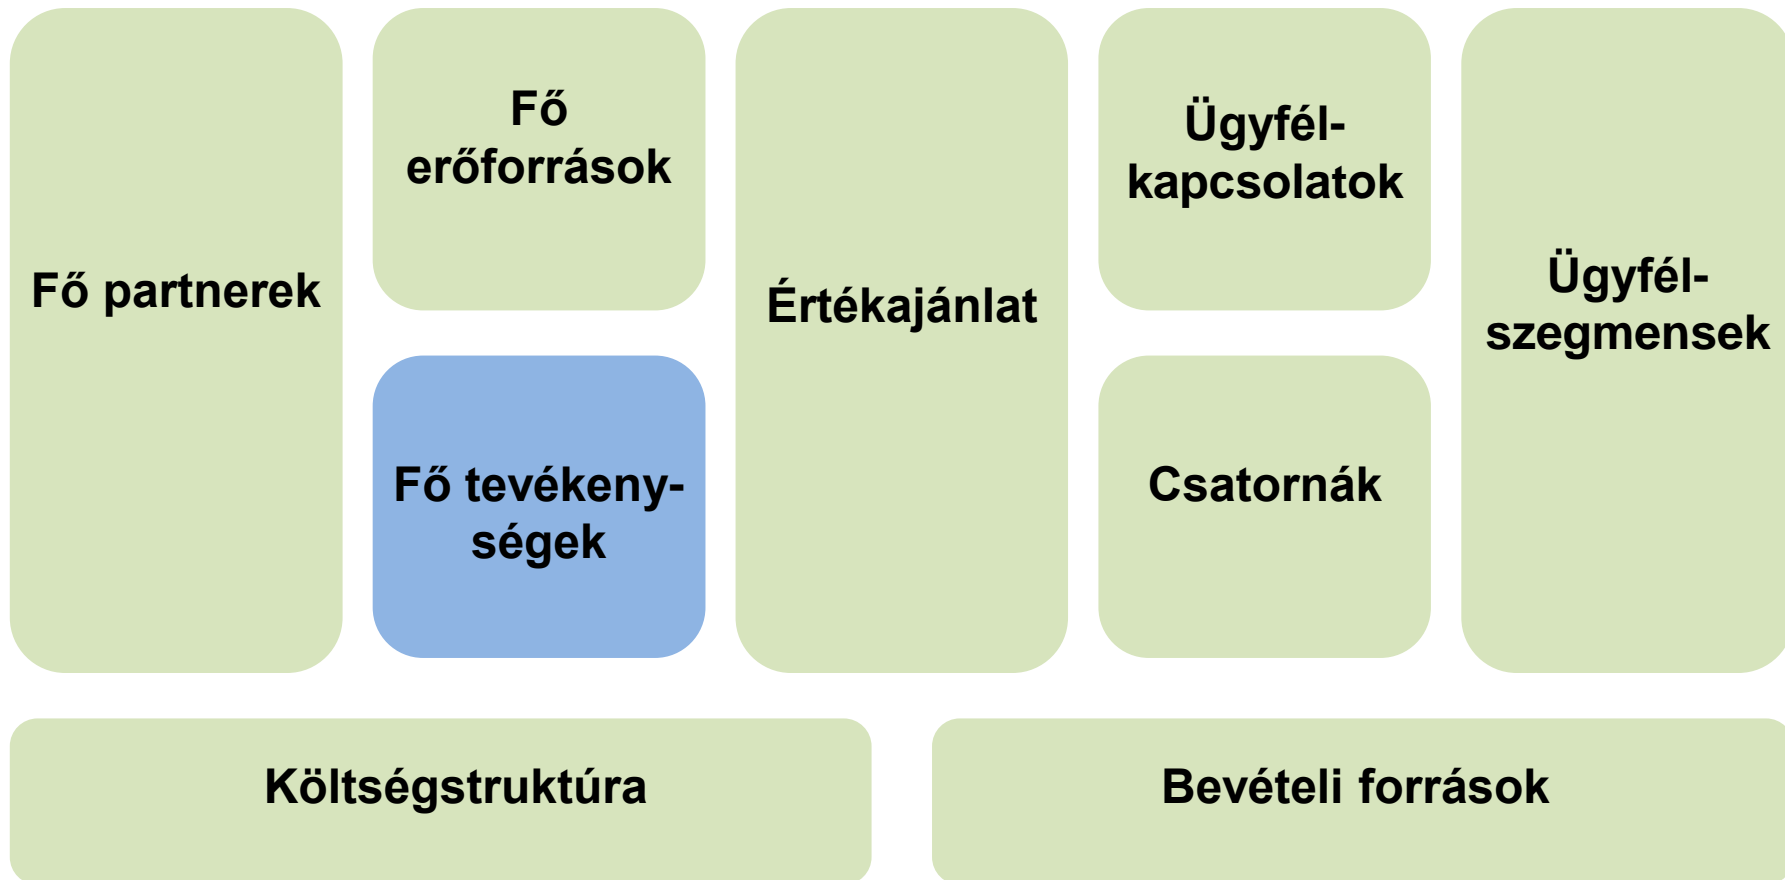 Fő partnerek
Fő
erőforrások
Fő tevékeny-
ségek
Értékajánlat
Ügyfél-
kapcsolatok
Csatornák
Ügyfél-
szegmensek
Költségstruktúra
Bevételi források